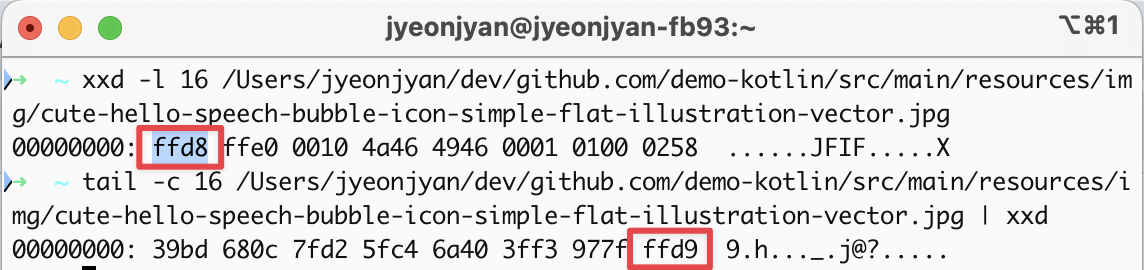 jyeonjyan@jyeonjyan-fb93:~ ⌥⌘1
➜ ~ xxd -l 16 /Users/jyeonjyan/dev/github.com/demo-kotlin/src/main/resources/im
g/cute-hello-speech-bubble-icon-simple-flat-illustration-vector.jpg
00000000: ffd8 ffe0 0010 4a46 4946 0001 0100 0258 ......JFIF.....X
➜ ~ tail -c 16 /Users/jyeonjyan/dev/github.com/demo-kotlin/src/main/resources/i
mg/cute-hello-speech-bubble-icon-simple-flat-illustration-vector.jpg | xxd
00000000: 39bd 680c 7fd2 5fc4 6a40 3ff3 977f ffd9 9.h..._.j@?.....